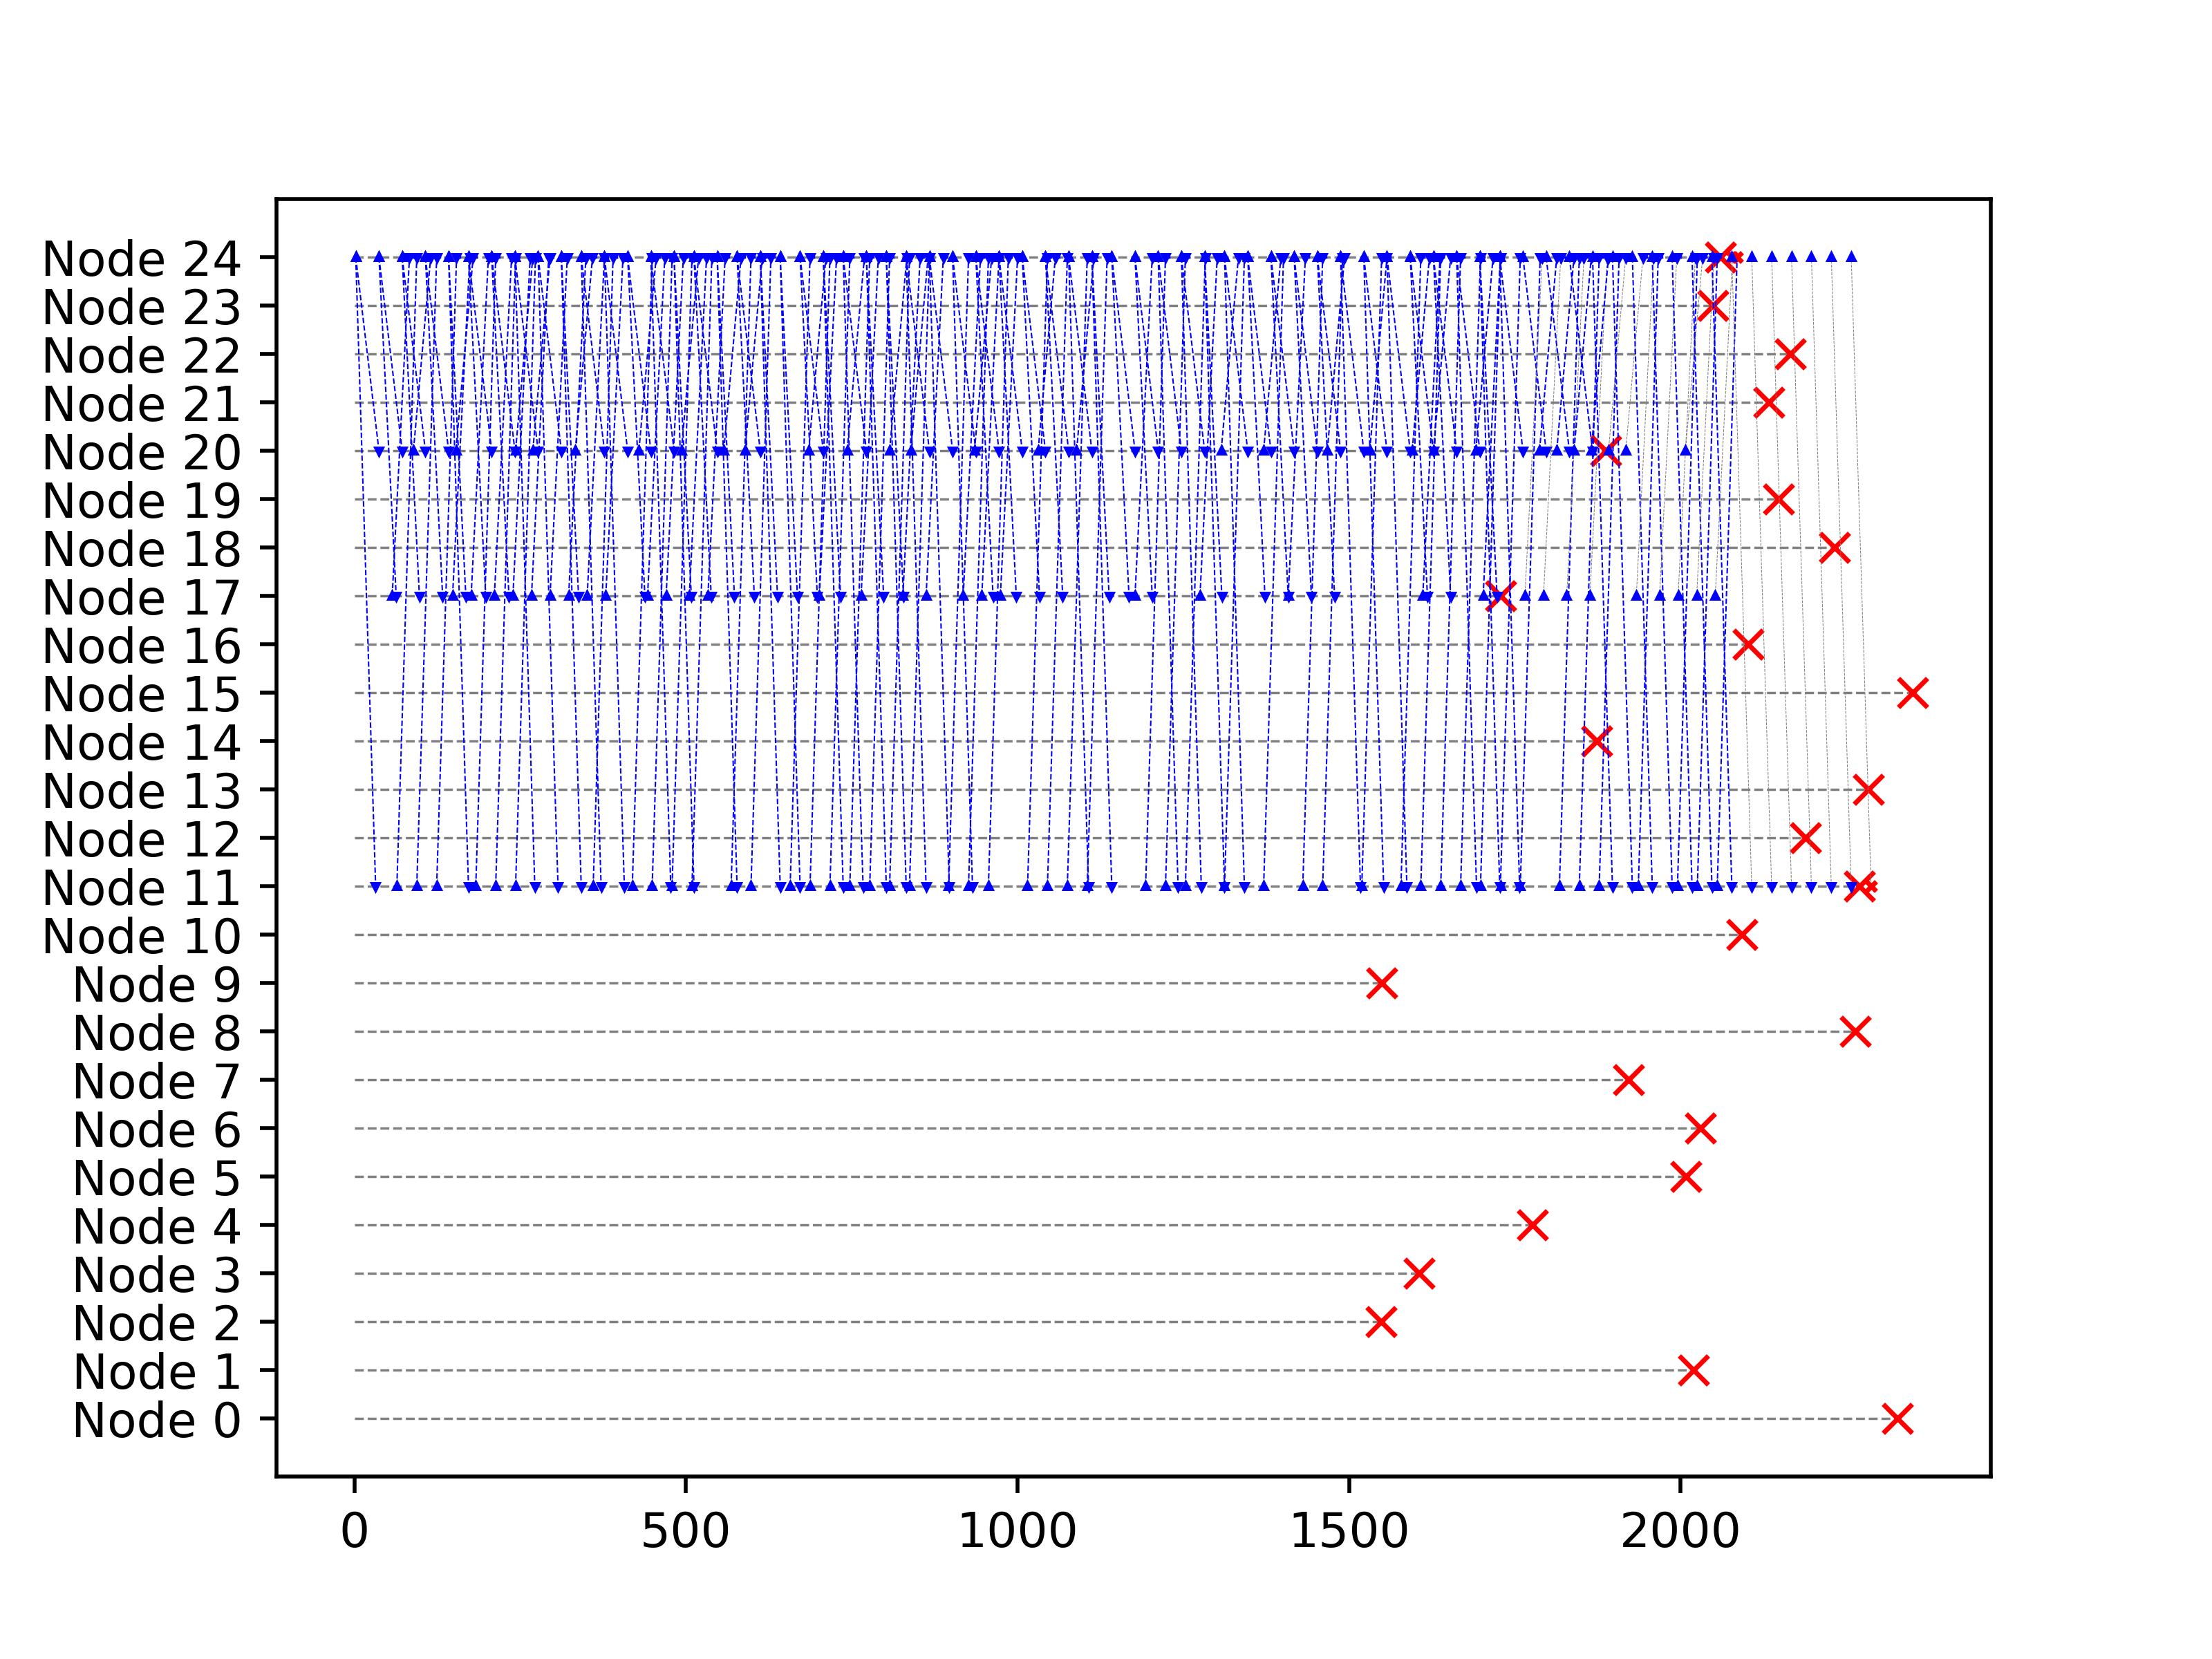 Node 24
Node 23
Node 22
Node 21
Node 20
Node 19
Node 18
Node 17
Node 16
Node 15
Node 14
Node 13
Node 12
Node 11
Node 10
Node 9
Node 8
Node 7
Node 6
Node 5
Node 4
Node 3
Node 2
Node 1
Node 0
0 500 1000 1500 2000